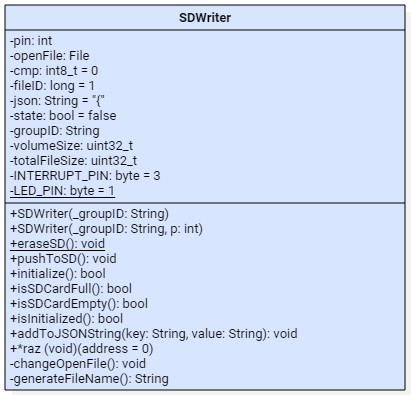 SDWriter
-pin: int
-openFile: File
-cmp: int8_t = 0
-fileID: long = 1
-json: String = "{"
-state: bool = false
-groupID: String
-volumeSize: uint32_t
-totalFileSize: uint32_t
-INTERRUPT_PIN: byte = 3
-LED_PIN: byte = 1
+SDWriter(_groupID: String)
+SDWriter(_groupID: String, p: int)
+eraseSD(): void
+pushToSD(): void
+initialize(): bool
+isSDCardFull(): bool
+isSDCardEmpty(): bool
+isInitialized(): bool
+addToJSONString(key: String, value: String): void
+*raz (void)(address = 0)
-changeOpenFile(): void
-generateFileName(): String